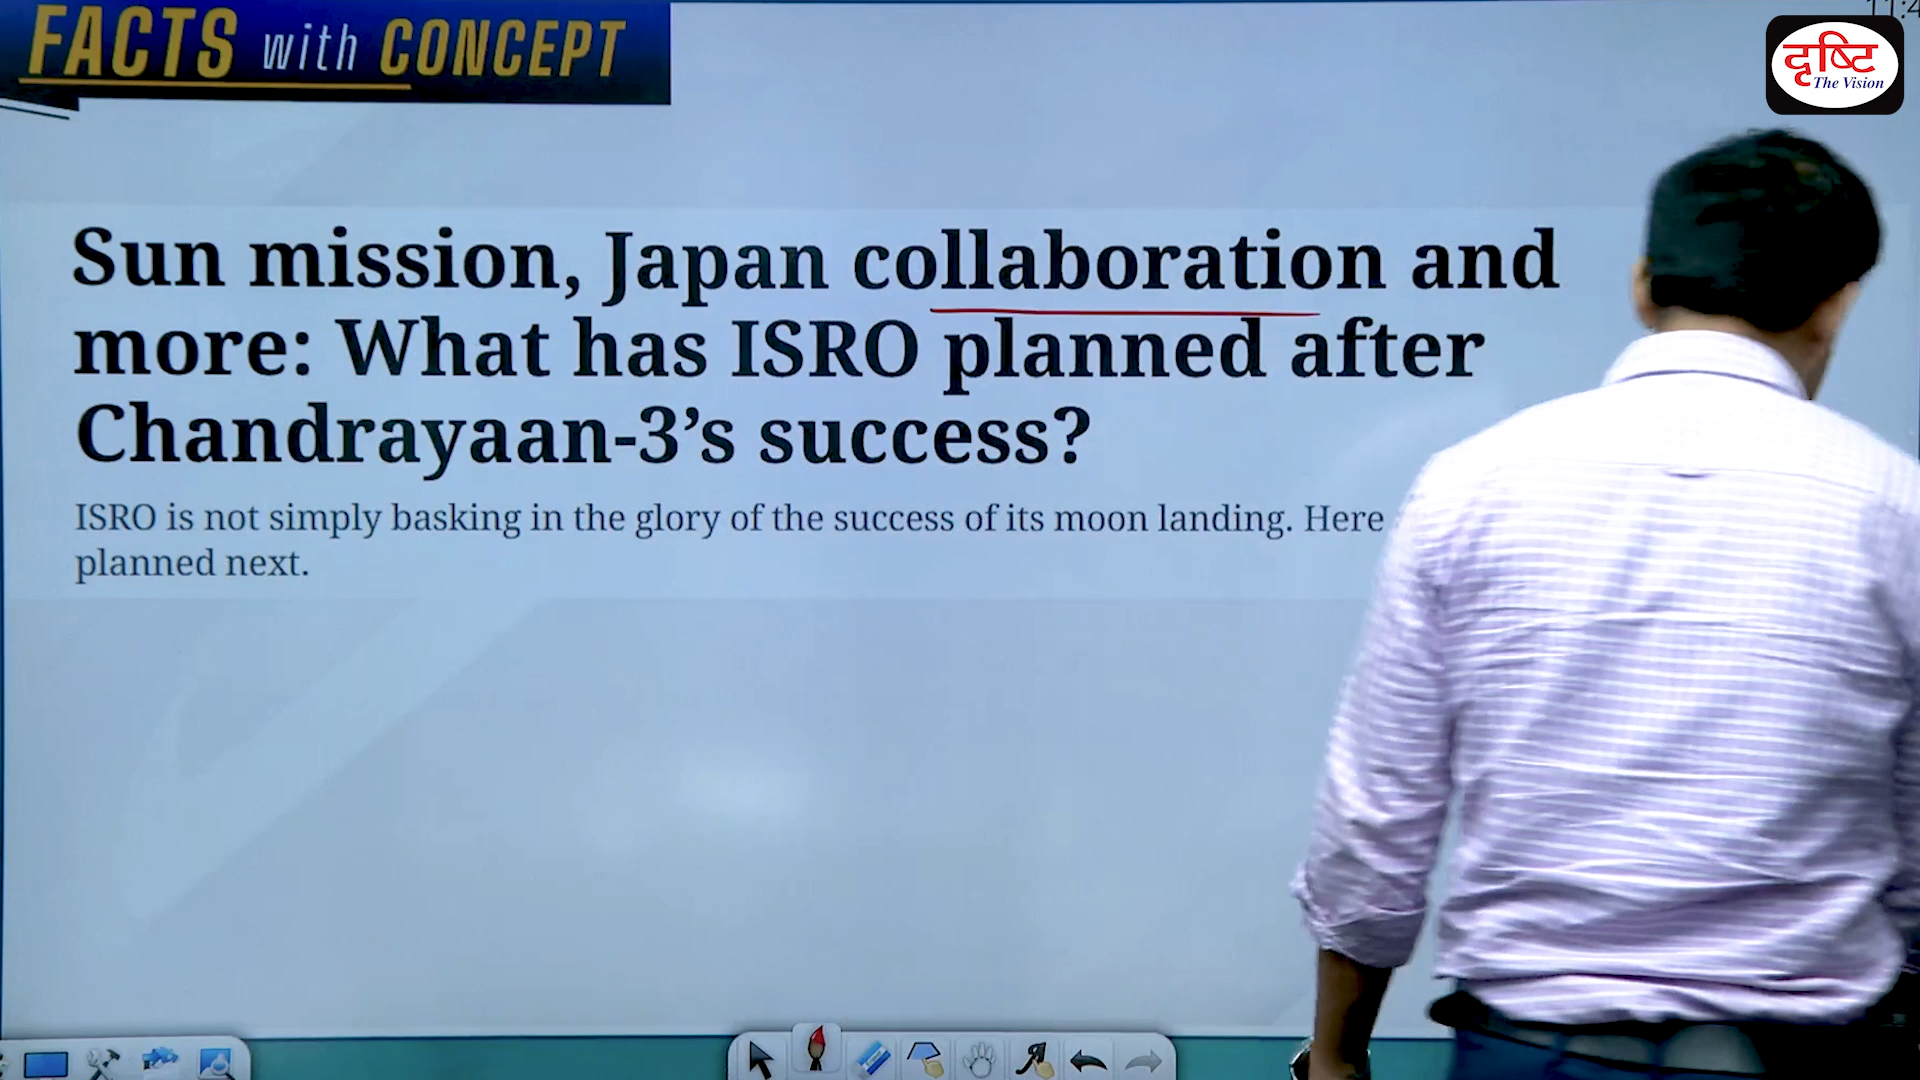 FACTS with CONCEPT
दृष्टि
The Vision
Sun mission, Japan collaboration and
more: What has ISRO planned after
Chandrayaan-3’s success?
ISRO is not simply basking in the glory of the success of its moon landing. Here
planned next.